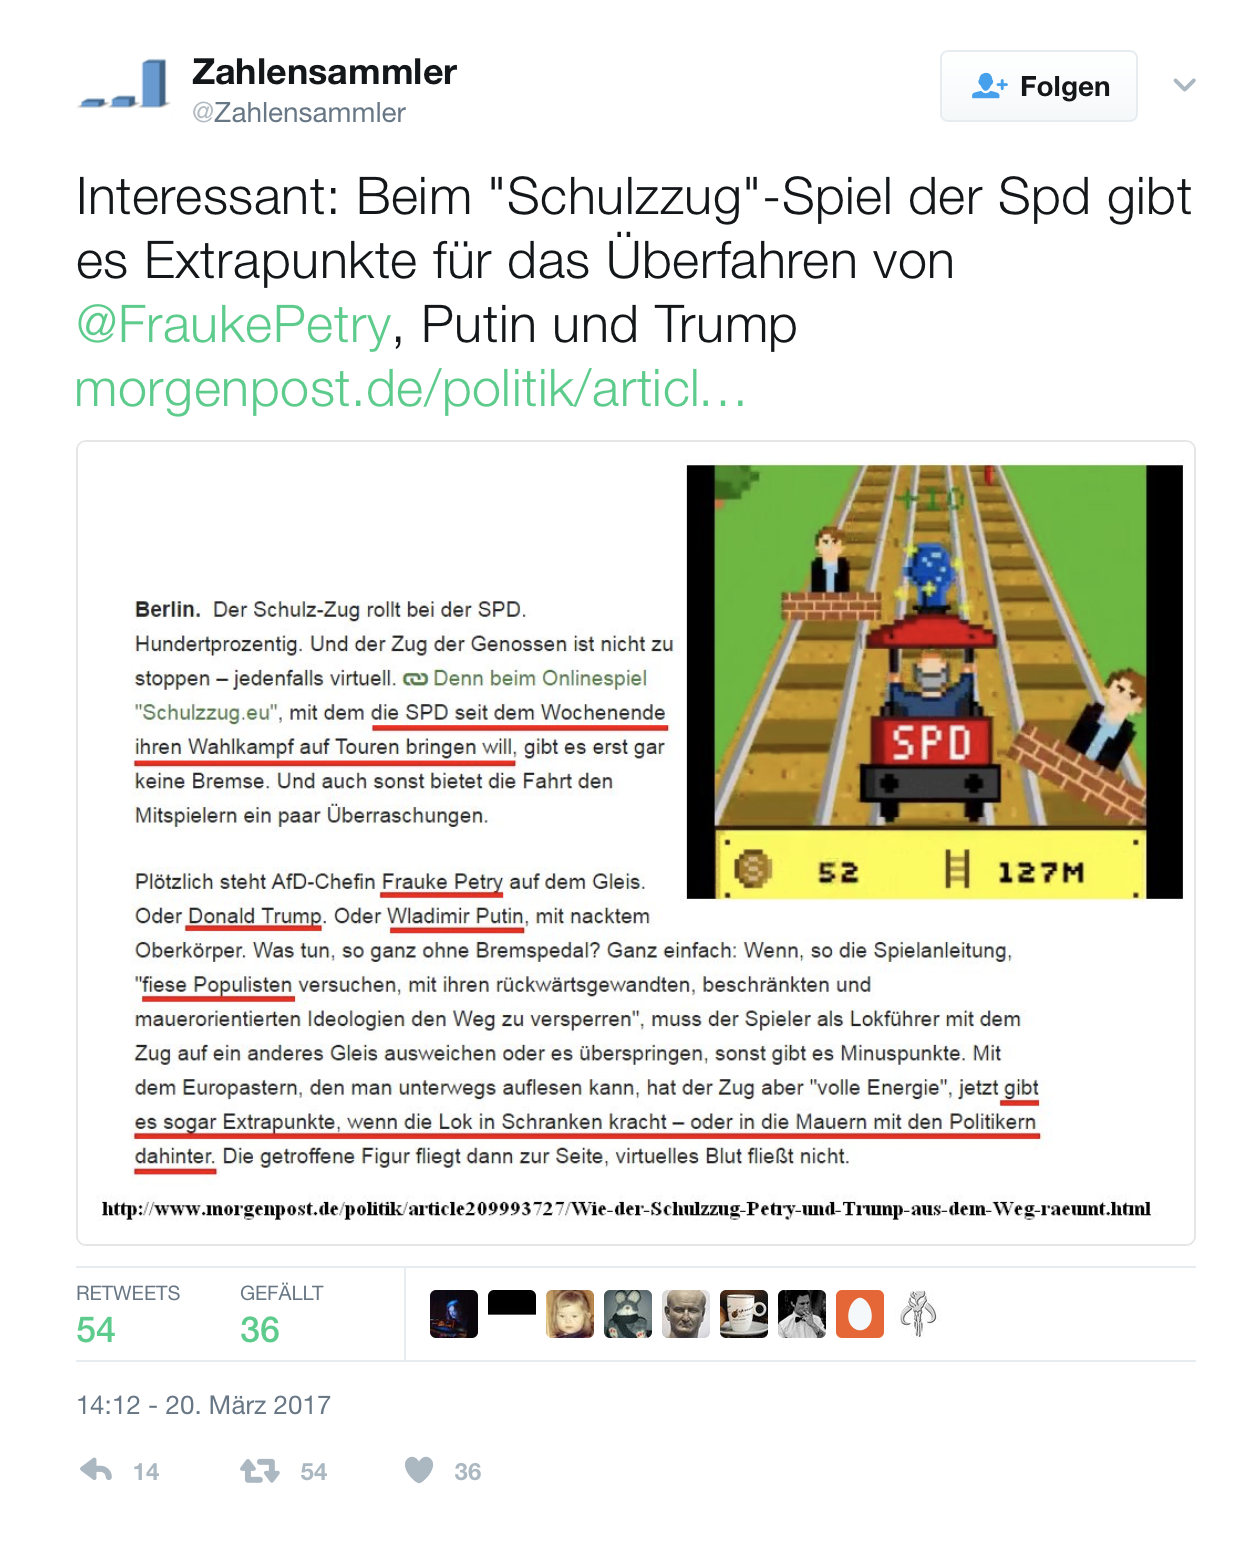 Zahlensammler
@Zahlensammler
Folgen
Interessant: Beim "Schulzzug"-Spiel der Spd gibt
es Extrapunkte für das Überfahren von
@FraukePetry, Putin und Trump
morgenpost.de/politik/articl…
+10
SPD
52
127M
Berlin. Der Schulz-Zug rollt bei der SPD.
Hundertprozentig. Und der Zug der Genossen ist nicht zu
stoppen – jedenfalls virtuell. Denn beim Onlinespiel
"Schulzzug.eu", mit dem die SPD seit dem Wochenende
ihren Wahlkampf auf Touren bringen will, gibt es erst gar
keine Bremse. Und auch sonst bietet die Fahrt den
Mitspielern ein paar Überraschungen.
Plötzlich steht AfD-Chefin Frauke Petry auf dem Gleis.
Oder Donald Trump. Oder Wladimir Putin, mit nacktem
Oberkörper. Was tun, so ganz ohne Bremspedal? Ganz einfach: Wenn, so die Spielanleitung,
"fiese Populisten versuchen, mit ihren rückwärtsgewandten, beschränkten und
mauerorientierten Ideologien den Weg zu versperren", muss der Spieler als Lokführer mit dem
Zug auf ein anderes Gleis ausweichen oder es überspringen, sonst gibt es Minuspunkte. Mit
dem Europastern, den man unterwegs auflesen kann, hat der Zug aber "volle Energie", jetzt gibt
es sogar Extrapunkte, wenn die Lok in Schranken kracht – oder in die Mauern mit den Politikern
dahinter. Die getroffene Figur fliegt dann zur Seite, virtuelles Blut fließt nicht.
http://www.morgenpost.de/politik/article209993727/Wie-der-Schulzzug-Petry-und-Trump-aus-dem-Weg-raeumt.html
RETWEETS
54
GEFÄLLT
36
14:12 - 20. März 2017
14
54
36